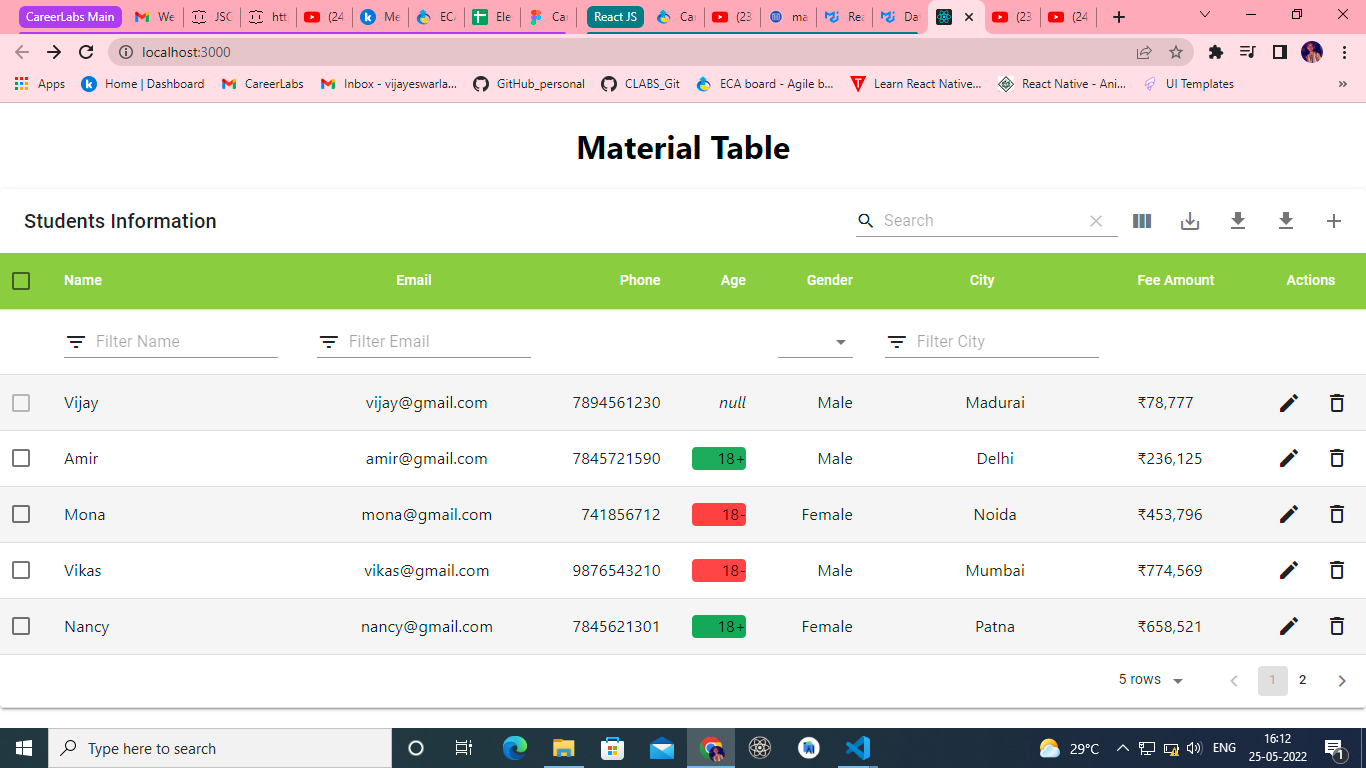 CareerLabs Main We JSC htt (24 Me ECA Ele Car React JS Car (23 ma Rea Dat (23 (24
localhost:3000
Apps Home | Dashboard CareerLabs Inbox - vijayeswarla... GitHub_personal CLABS_Git ECA board - Agile b... Learn React Native... React Native - Ani... UI Templates »
Material Table
Students Information Search
Name Email Phone Age Gender City Fee Amount Actions
Filter Name Filter Email Filter City
Vijay vijay@gmail.com 7894561230 null Male Madurai ₹78,777
Amir amir@gmail.com 7845721590 18+ Male Delhi ₹236,125
Mona mona@gmail.com 741856712 18- Female Noida ₹453,796
Vikas vikas@gmail.com 9876543210 18- Male Mumbai ₹774,569
Nancy nancy@gmail.com 7845621301 18+ Female Patna ₹658,521
5 rows 1 2
Type here to search 29°C ENG 16:12
25-05-2022 1